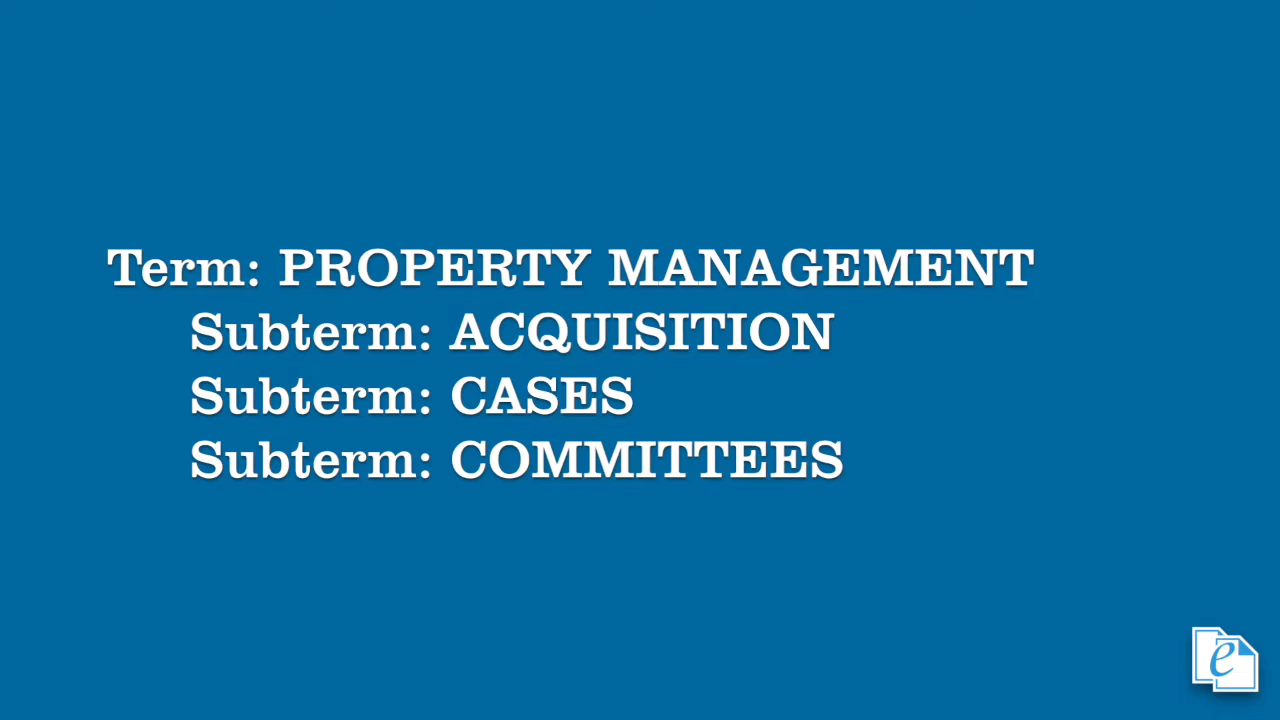 Term: PROPERTY MANAGEMENT
Subterm: ACQUISITION
Subterm: CASES
Subterm: COMMITTEES
e